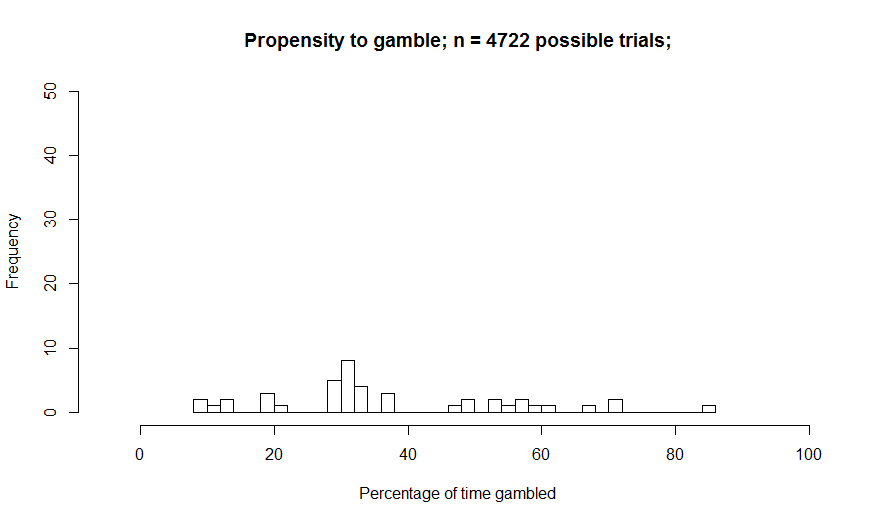 Propensity to gamble; n = 4722 possible trials;
50
40
30
20
10
0
Frequency
0 20 40 60 80 100
Percentage of time gambled